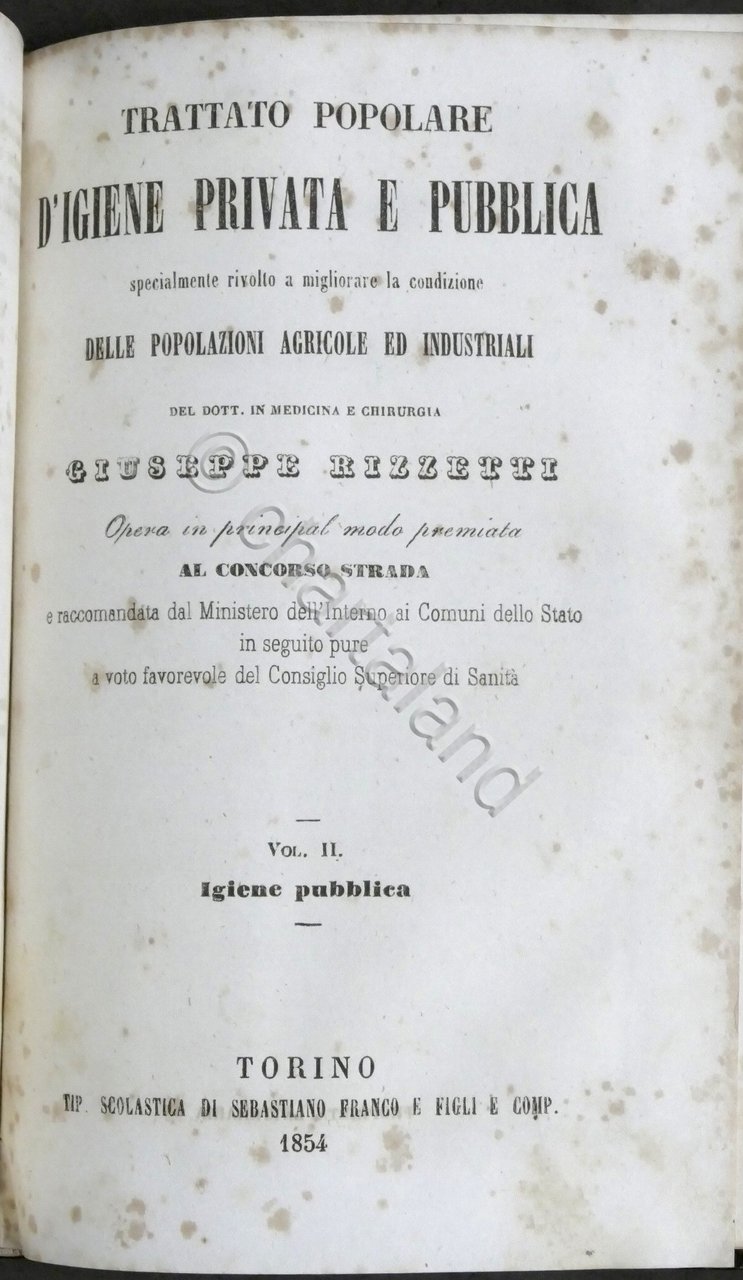 TRATTATO POPOLARE
D'IGIENE PRIVATA E PUBBLICA
specialmente rivolto a migliorare la condizione
DELLE POPOLAZIONI AGRICOLE ED INDUSTRIALI
DEL DOTT. IN MEDICINA E CHIRURGIA
GIUSEPPE RIZZETTI
Opera in principal modo premiata
AL CONCORSO STRADA
e raccomandata dal Ministero dell'Interno ai Comuni dello Stato
in seguito pure
a voto favorevole del Consiglio Superiore di Sanità
VOL. II.
Igiene pubblica
TORINO
TIP. SCOLASTICA DI SEBASTIANO FRANCO E FIGLI E COMP.
1854
© chartaland